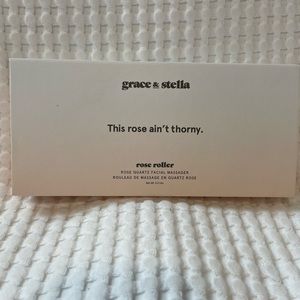 grace & stella
This rose ain't thorny.
rose roller
ROSE QUARTZ FACIAL MASSAGER
ROULEAU DE MASSAGE EN QUARTZ ROSE